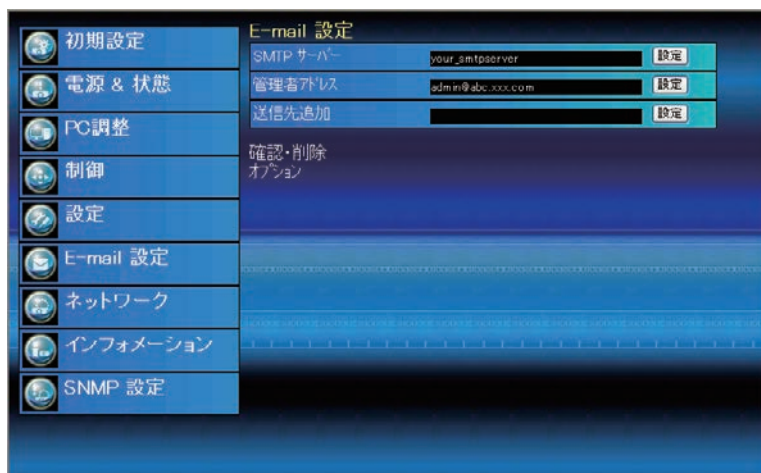 初期設定
電源 & 状態
PC調整
制御
設定
E-mail 設定
ネットワーク
インフォメーション
SNMP 設定
E-mail 設定
SMTP サーバー your_smtpserver 設定
管理者アドレス admin@abc.xxx.com 設定
送信先追加 設定
確認・削除
オプション